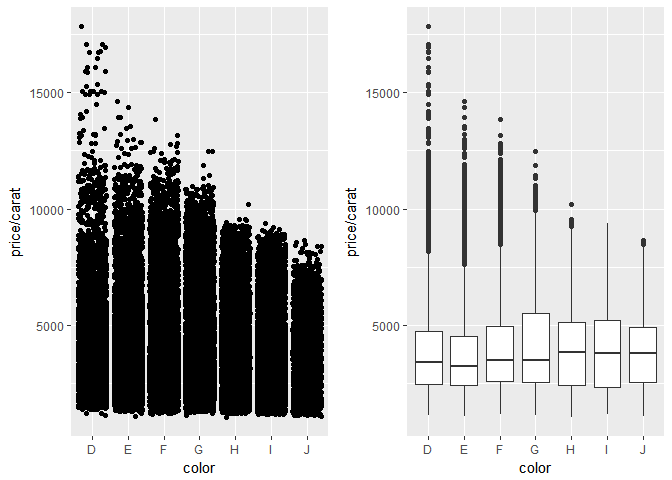 price/carat
15000
10000
5000
D E F G H I J
color
price/carat
15000
10000
5000
D E F G H I J
color